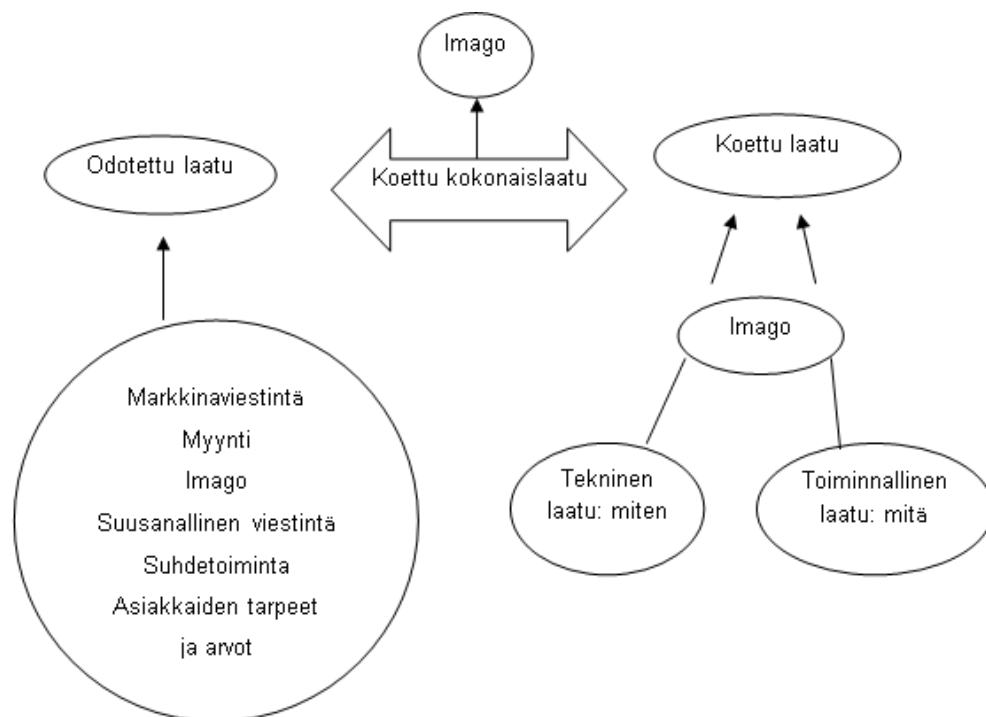 Imago
Odotettu laatu
Koettu kokonaislaatu
Koettu laatu
Imago
Markkinaviestintä
Myynti
Imago
Suusanallinen viestintä
Suhdetoiminta
Asiakkaiden tarpeet
ja arvot
Tekninen
laatu: miten
Toiminnallinen
laatu: mitä